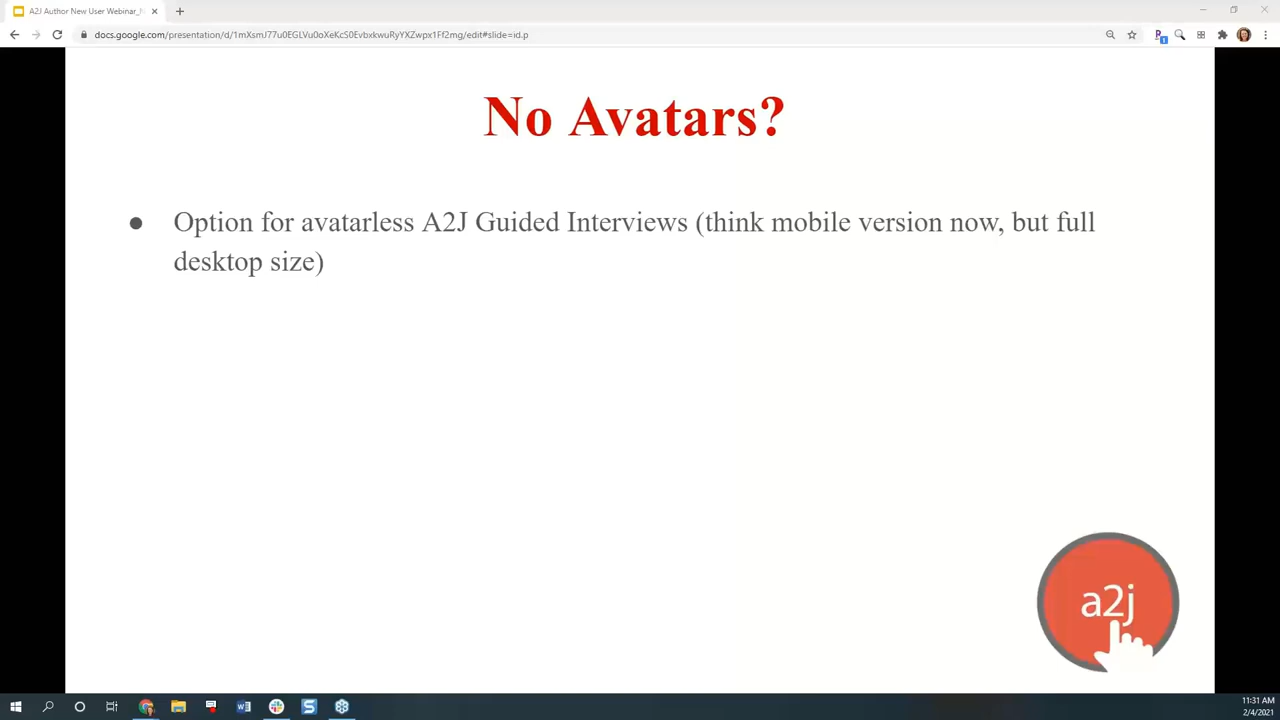 A2J Author New User Webinar_
docs.google.com/presentation/d/1mXsmJ77u0EGLVu0oXeKcS0EvbxkwuRyYXZwpx1Ff2mg/edit#slide=id.p
No Avatars?
● Option for avatarless A2J Guided Interviews (think mobile version now, but full
desktop size)
a2j
11:31 AM
2/4/2021